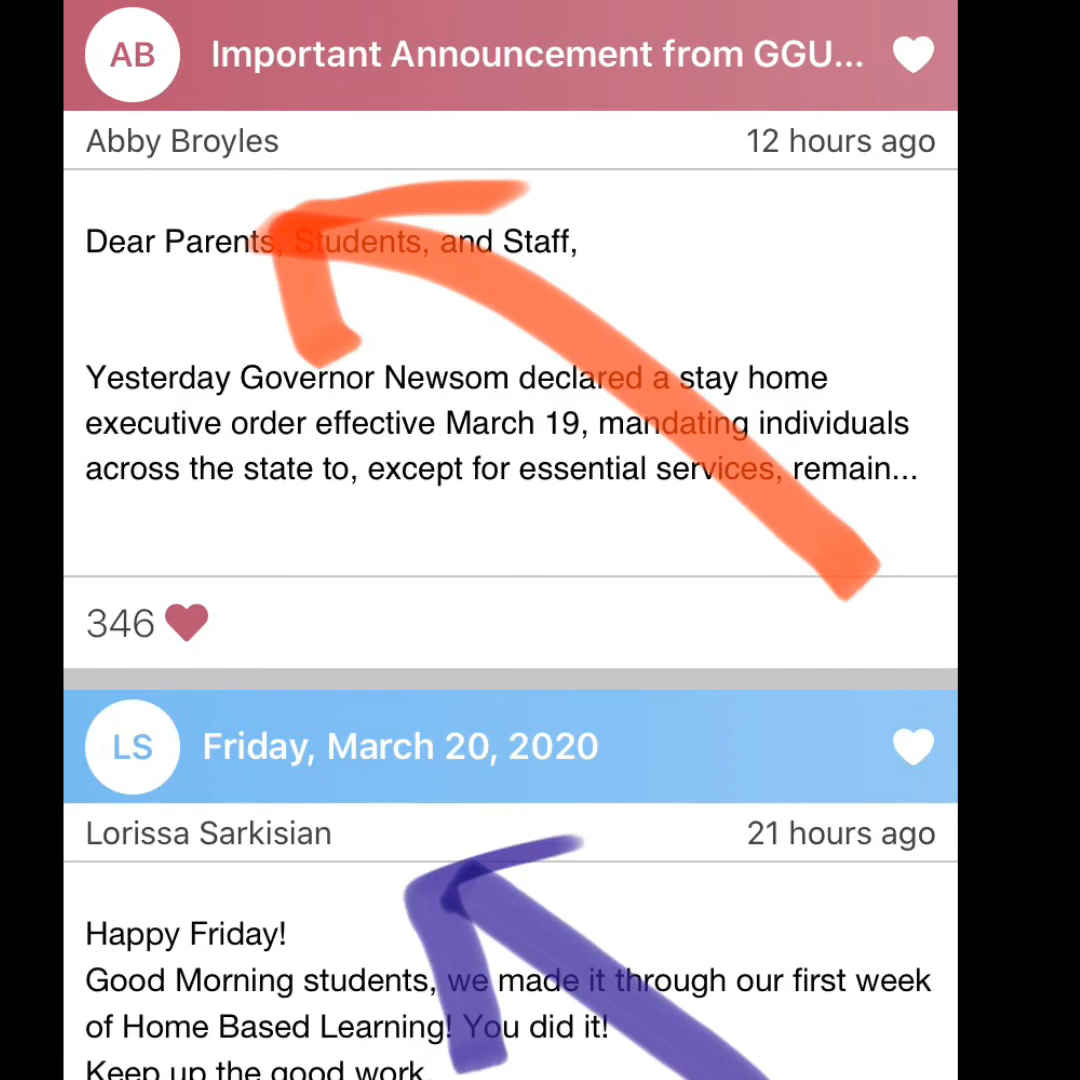 AB Important Announcement from GGU...
Abby Broyles 12 hours ago
Dear Parents, Students, and Staff,
Yesterday Governor Newsom declared a stay home
executive order effective March 19, mandating individuals
across the state to, except for essential services, remain...
346
LS Friday, March 20, 2020
Lorissa Sarkisian 21 hours ago
Happy Friday!
Good Morning students, we made it through our first week
of Home Based Learning! You did it!
Keep up the good work.